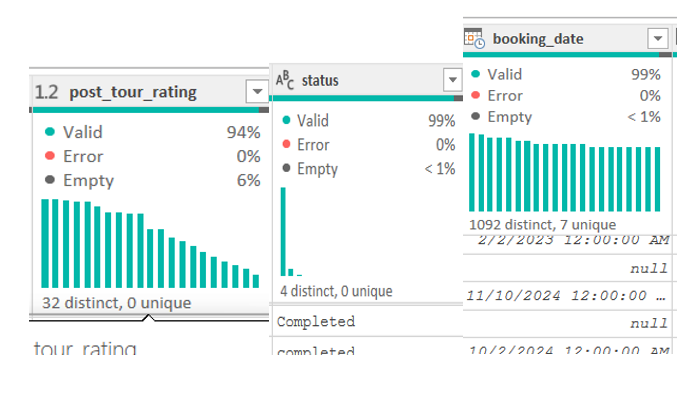 1.2 post_tour_rating
Valid 94%
Error 0%
Empty 6%
32 distinct, 0 unique
tour_rating
ABC status
Valid 99%
Error 0%
Empty < 1%
4 distinct, 0 unique
Completed
completed
booking_date
Valid 99%
Error 0%
Empty < 1%
1092 distinct, 7 unique
2/2/2023 12:00:00 AM
null
11/10/2024 12:00:00 ...
null
10/2/2024 12:00:00 AM